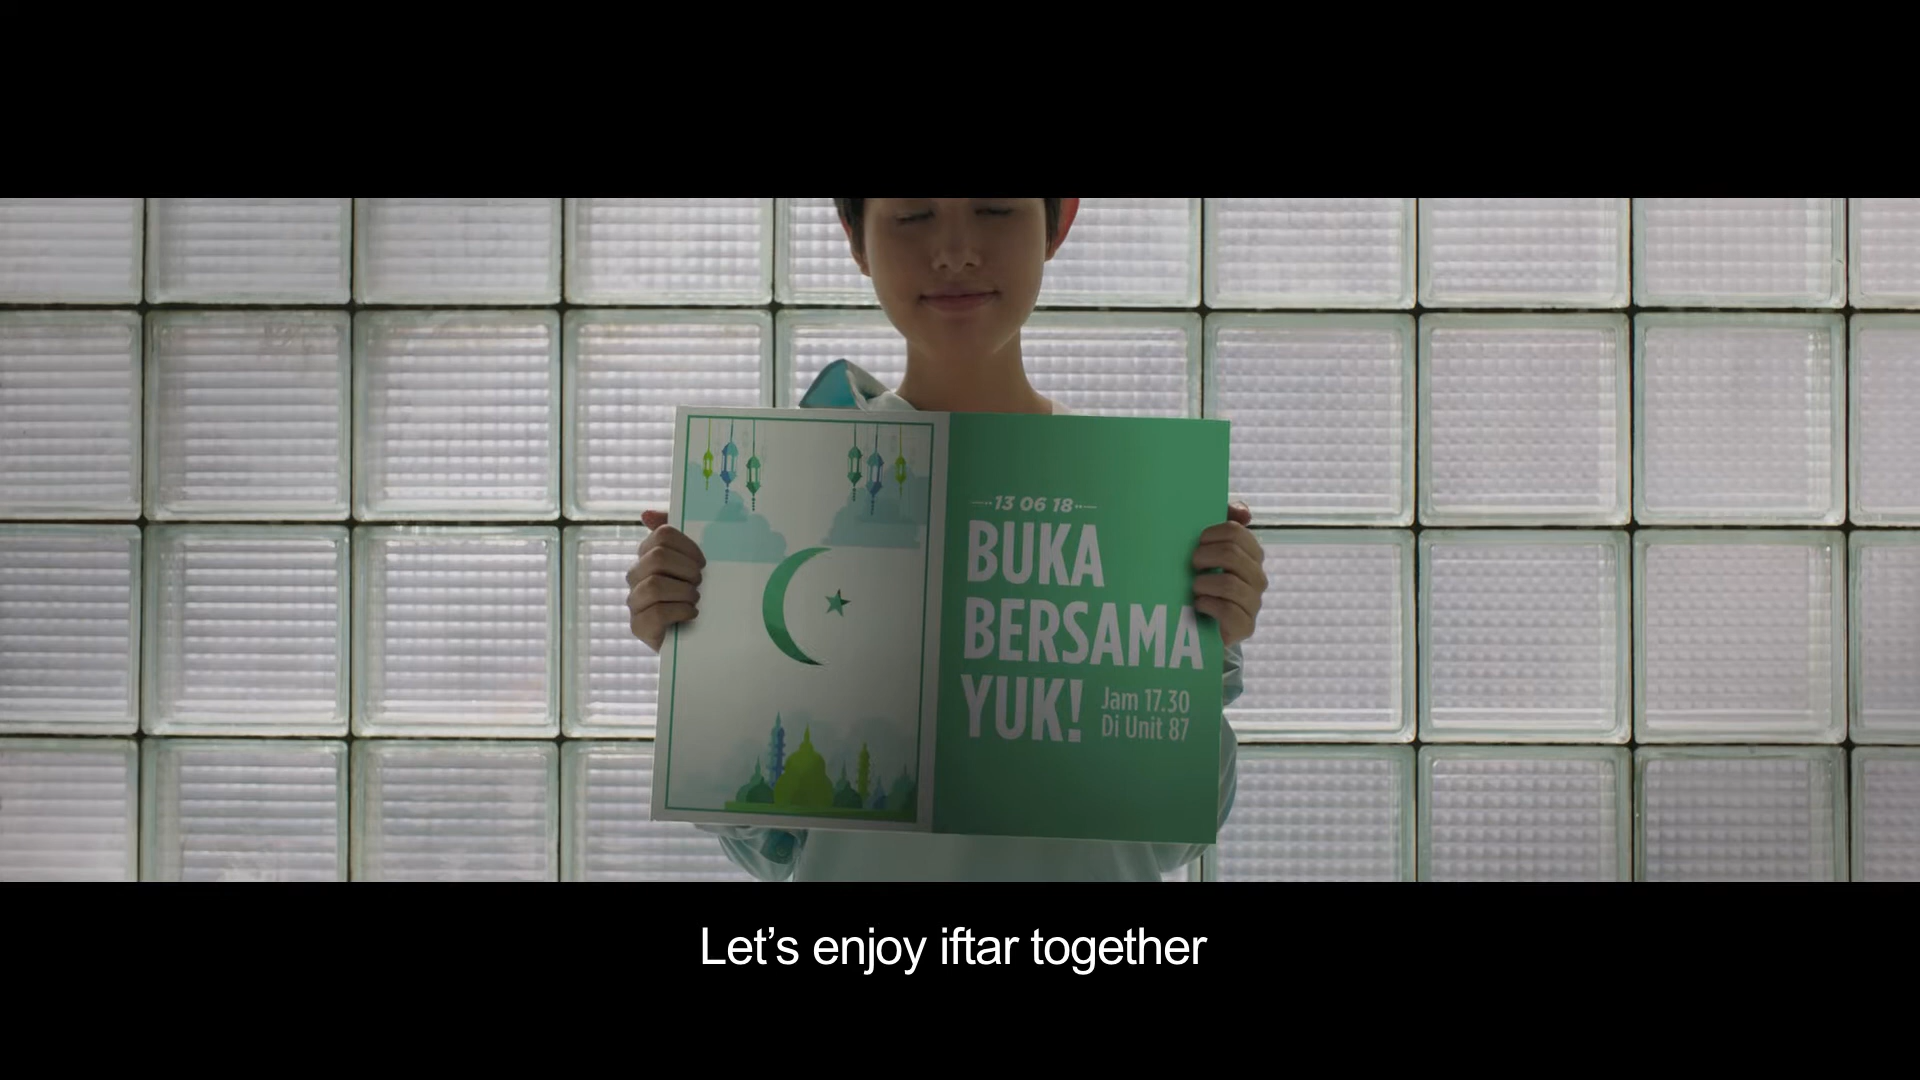 13 06 18
BUKA
BERSAMA
YUK!
Jam 17.30
Di Unit 87
Let's enjoy iftar together